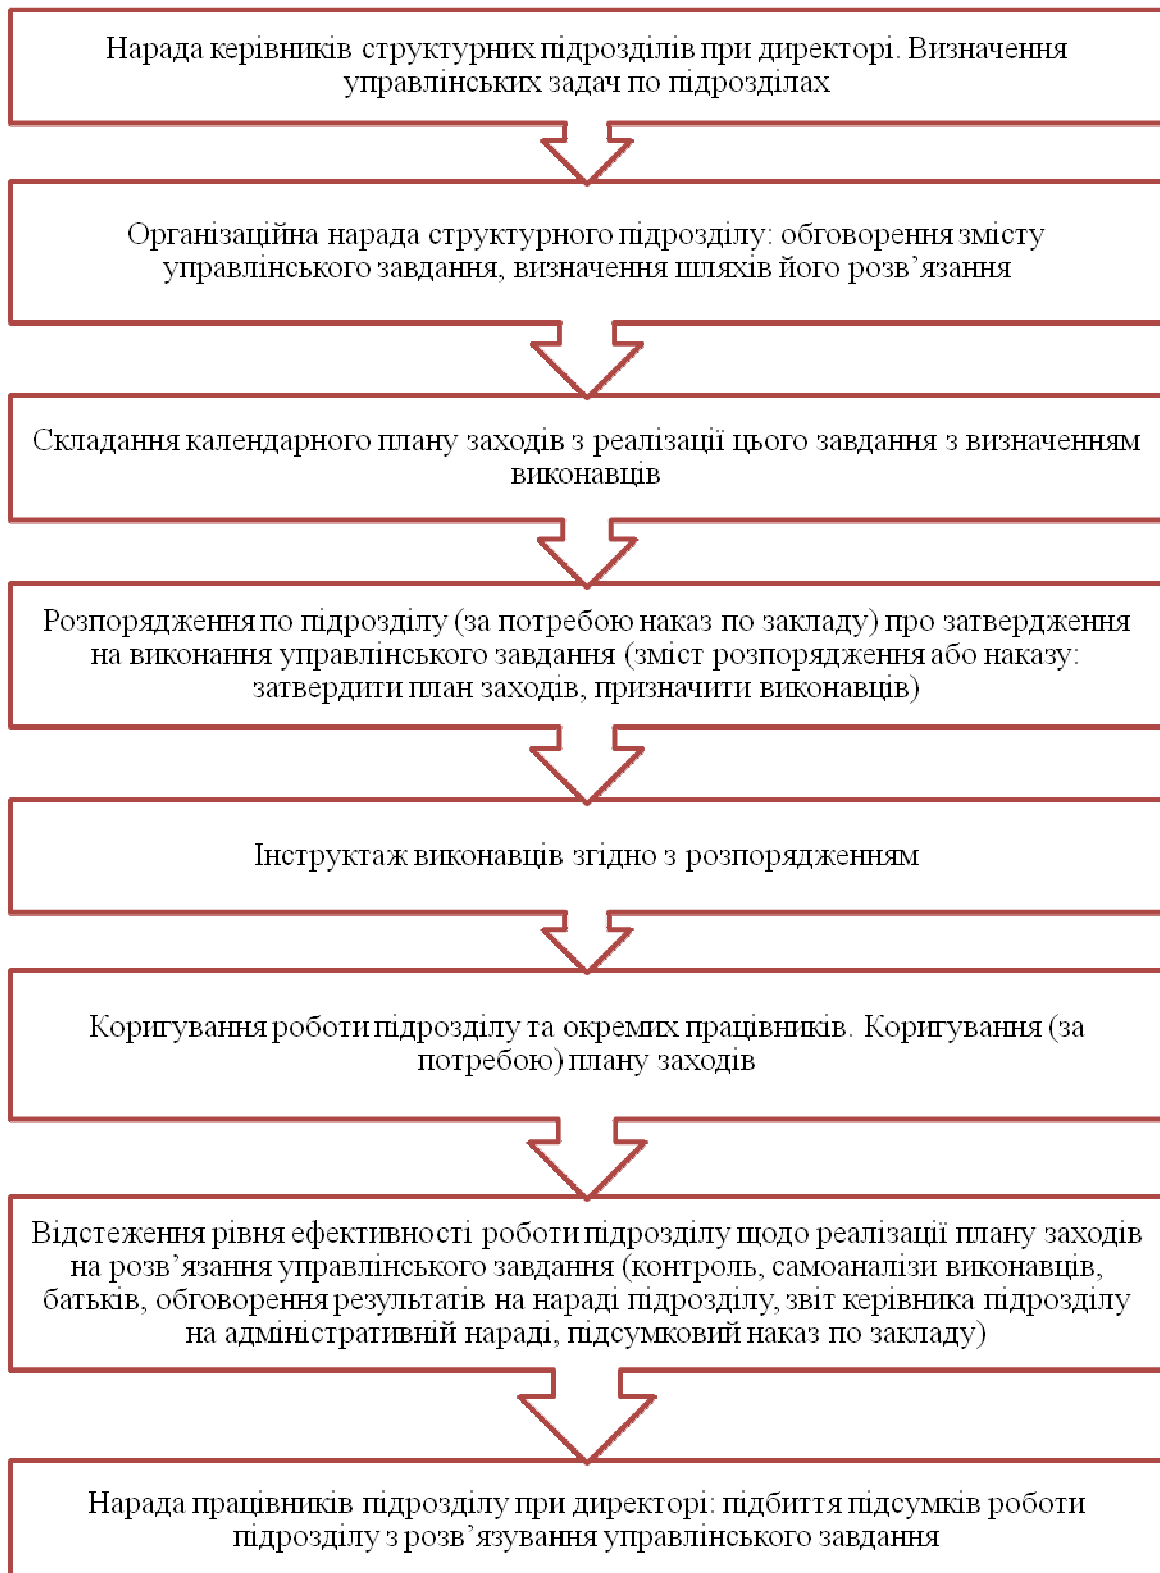 Нарада керівників структурних підрозділів при директорі. Визначення
управлінських задач по підрозділах
Організаційна нарада структурного підрозділу: обговорення змісту
управлінського завдання, визначення шляхів його розв’язання
Складання календарного плану заходів з реалізації цього завдання з визначенням
виконавців
Розпорядження по підрозділу (за потребою наказ по закладу) про затвердження
на виконання управлінського завдання (зміст розпорядження або наказу:
затвердити план заходів, призначити виконавців)
Інструктаж виконавців згідно з розпорядженням
Коригування роботи підрозділу та окремих працівників. Коригування (за
потребою) плану заходів
Відстеження рівня ефективності роботи підрозділу щодо реалізації плану заходів
на розв’язання управлінського завдання (контроль, самоаналізи виконавців,
батьків, обговорення результатів на нараді підрозділу, звіт керівника підрозділу
на адміністративній нараді, підсумковий наказ по закладу)
Нарада працівників підрозділу при директорі: підбиття підсумків роботи
підрозділу з розв’язування управлінського завдання